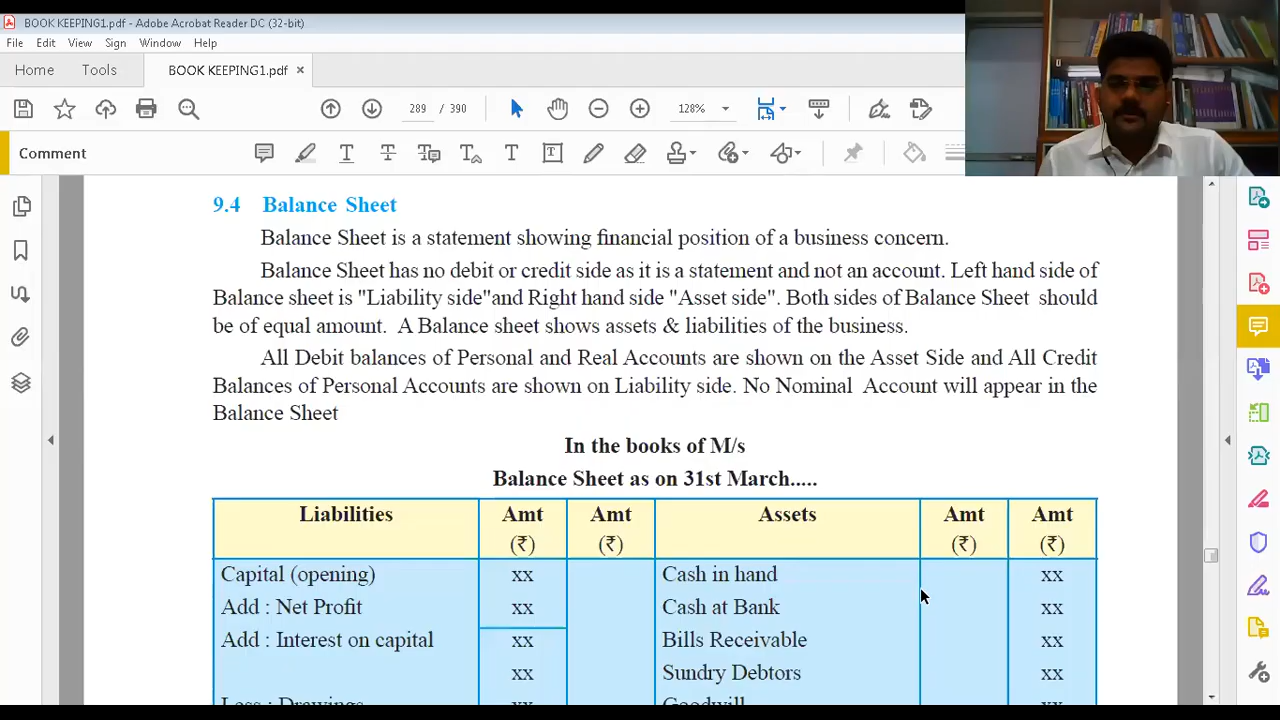 BOOK KEEPING1.pdf - Adobe Acrobat Reader DC (32-bit)
File Edit View Sign Window Help
Home Tools BOOK KEEPING1.pdf ×
289 / 390 128%
Comment
9.4 Balance Sheet
Balance Sheet is a statement showing financial position of a business concern.
Balance Sheet has no debit or credit side as it is a statement and not an account. Left hand side of
Balance sheet is "Liability side"and Right hand side "Asset side". Both sides of Balance Sheet should
be of equal amount. A Balance sheet shows assets & liabilities of the business.
All Debit balances of Personal and Real Accounts are shown on the Asset Side and All Credit
Balances of Personal Accounts are shown on Liability side. No Nominal Account will appear in the
Balance Sheet
In the books of M/s
Balance Sheet as on 31st March.....
Liabilities Amt (₹) Amt (₹) Assets Amt (₹) Amt (₹)
Capital (opening) xx Cash in hand xx
Add : Net Profit xx Cash at Bank xx
Add : Interest on capital xx Bills Receivable xx
xx Sundry Debtors xx
Less : Drawings xx Goodwill xx